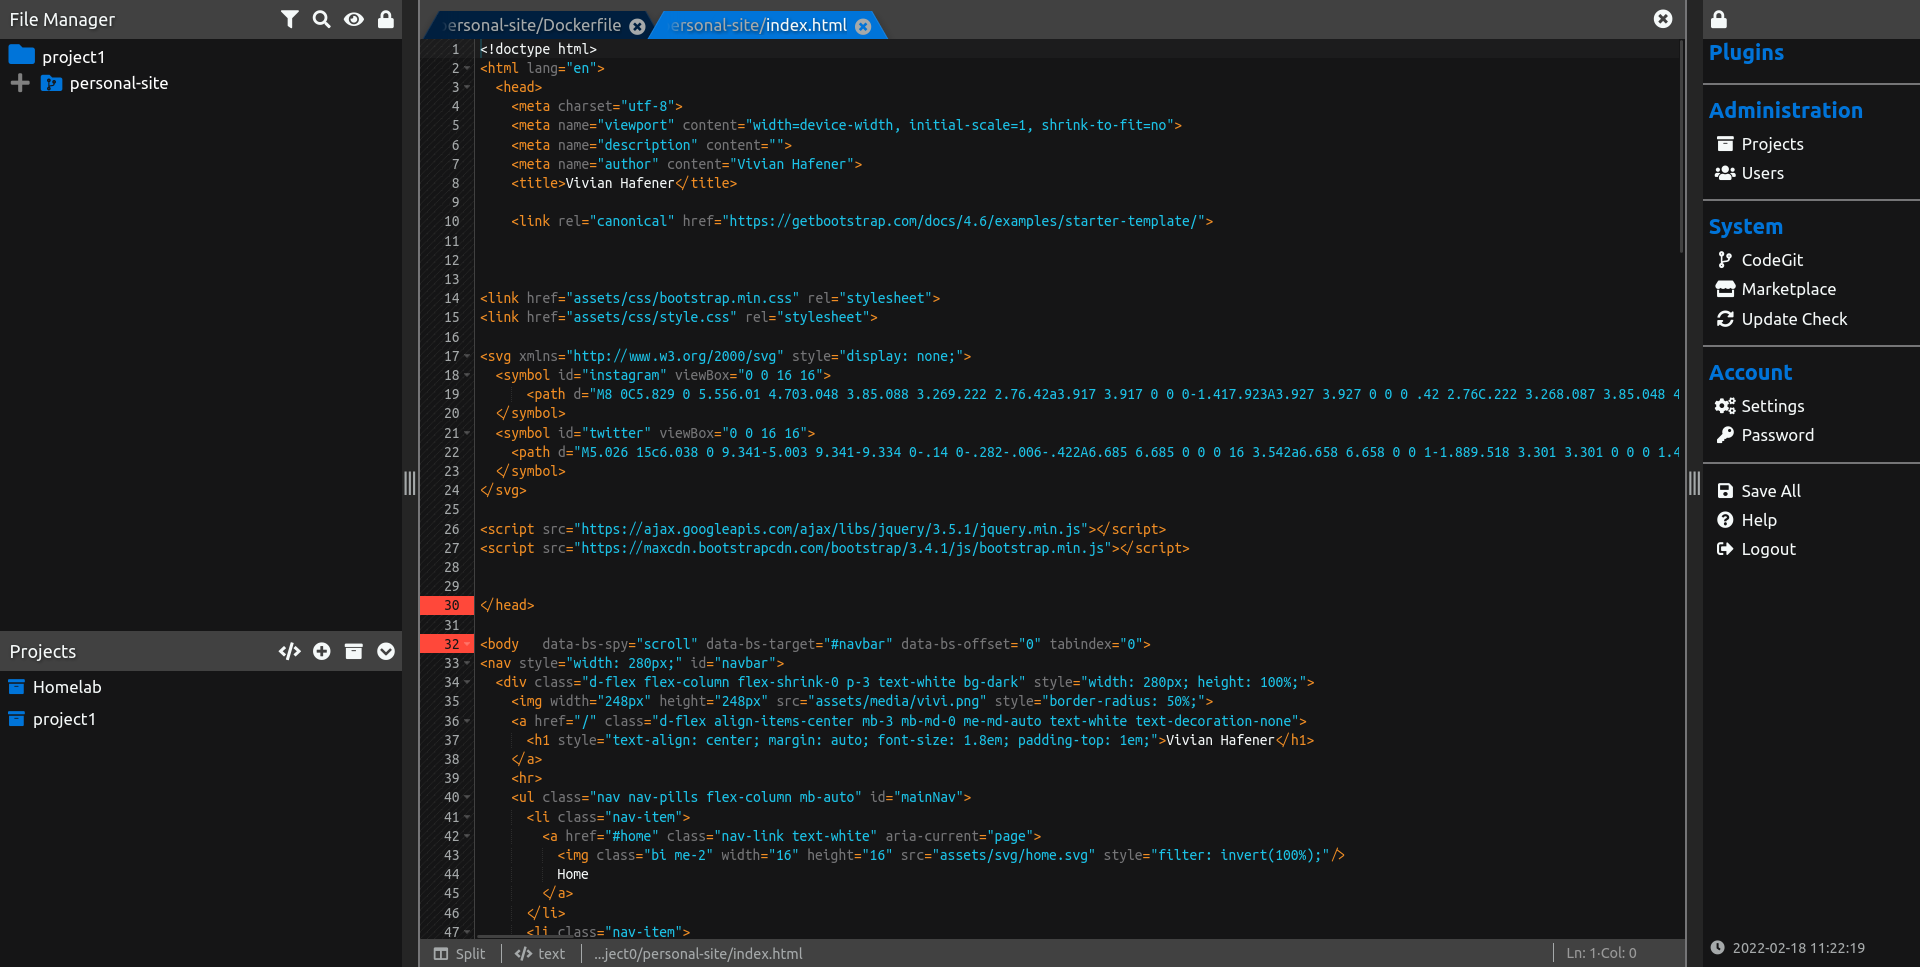 File Manager
project1
personal-site
Projects
Homelab
project1
ersonal-site/Dockerfile
ersonal-site/index.html
1 <!doctype html>
2 <html lang="en">
3 <head>
4 <meta charset="utf-8">
5 <meta name="viewport" content="width=device-width, initial-scale=1, shrink-to-fit=no">
6 <meta name="description" content="">
7 <meta name="author" content="Vivian Hafener">
8 <title>Vivian Hafener</title>
9
10 <link rel="canonical" href="https://getbootstrap.com/docs/4.6/examples/starter-template/">
11
12
13
14 <link href="assets/css/bootstrap.min.css" rel="stylesheet">
15 <link href="assets/css/style.css" rel="stylesheet">
16
17 <svg xmlns="http://www.w3.org/2000/svg" style="display: none;">
18 <symbol id="instagram" viewBox="0 0 16 16">
19 <path d="M8 0C5.829 0 5.556.01 4.703.048 3.85.088 3.269.222 2.76.42a3.917 3.917 0 0 0-1.417.923A3.927 3.927 0 0 0 .42 2.76C.222 3.268.087 3.85.048 4
20 </symbol>
21 <symbol id="twitter" viewBox="0 0 16 16">
22 <path d="M5.026 15c6.038 0 9.341-5.003 9.341-9.334 0-.14 0-.282-.006-.422A6.685 6.685 0 0 0 16 3.542a6.658 6.658 0 0 1-1.889.518 3.301 3.301 0 0 0 1.4
23 </symbol>
24 </svg>
25
26 <script src="https://ajax.googleapis.com/ajax/libs/jquery/3.5.1/jquery.min.js"></script>
27 <script src="https://maxcdn.bootstrapcdn.com/bootstrap/3.4.1/js/bootstrap.min.js"></script>
28
29
30 </head>
31
32 <body data-bs-spy="scroll" data-bs-target="#navbar" data-bs-offset="0" tabindex="0">
33 <nav style="width: 280px;" id="navbar">
34 <div class="d-flex flex-column flex-shrink-0 p-3 text-white bg-dark" style="width: 280px; height: 100%;">
35 <img width="248px" height="248px" src="assets/media/vivi.png" style="border-radius: 50%;">
36 <a href="/" class="d-flex align-items-center mb-3 mb-md-0 me-md-auto text-white text-decoration-none">
37 <h1 style="text-align: center; margin: auto; font-size: 1.8em; padding-top: 1em;">Vivian Hafener</h1>
38 </a>
39 <hr>
40 <ul class="nav nav-pills flex-column mb-auto" id="mainNav">
41 <li class="nav-item">
42 <a href="#home" class="nav-link text-white" aria-current="page">
43 <img class="bi me-2" width="16" height="16" src="assets/svg/home.svg" style="filter: invert(100%);"/>
44 Home
45 </a>
46 </li>
47 <li class="nav-item">
Split
text
...ject0/personal-site/index.html
Ln: 1·Col: 0
Plugins
Administration
Projects
Users
System
CodeGit
Marketplace
Update Check
Account
Settings
Password
Save All
Help
Logout
2022-02-18 11:22:19